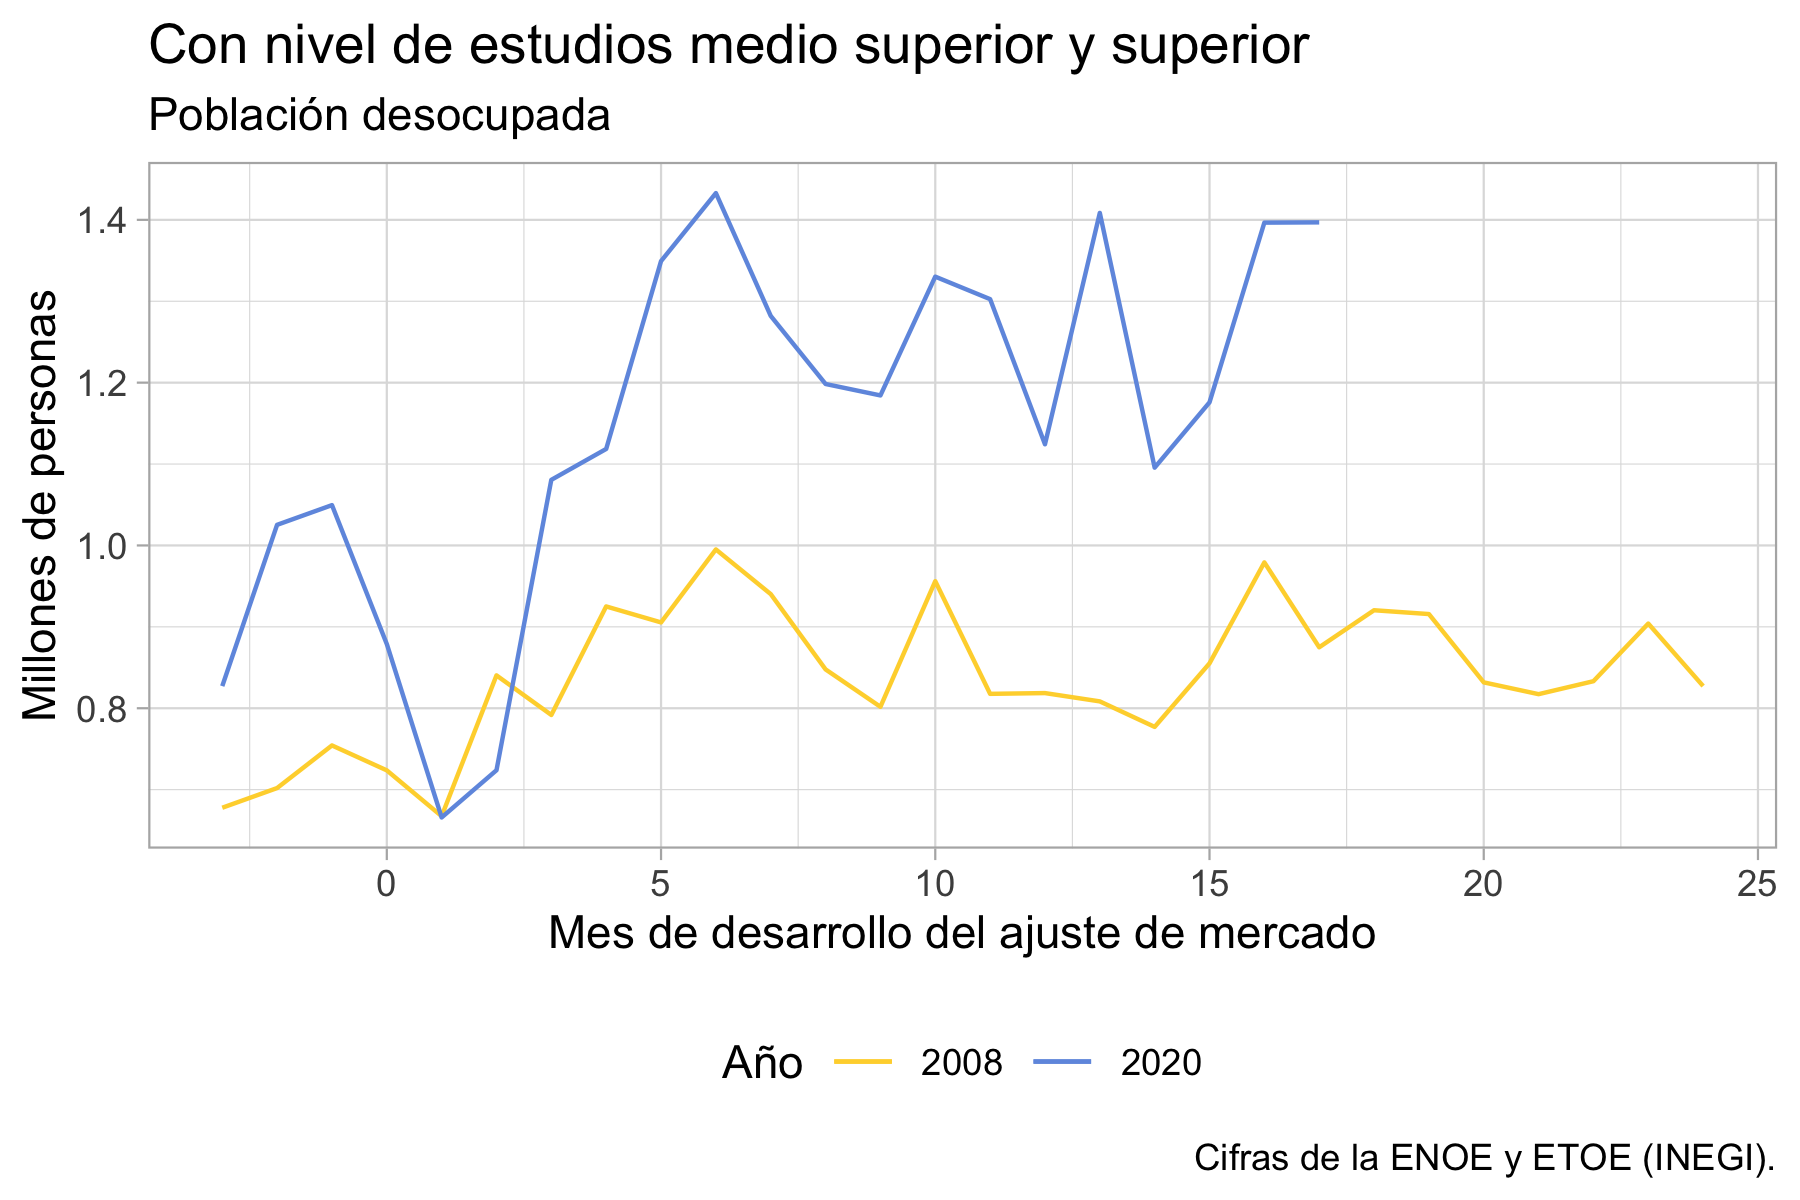 Con nivel de estudios medio superior y superior
Población desocupada
Millones de personas
1.4
1.2
1.0
0.8
0 5 10 15 20 25
Mes de desarrollo del ajuste de mercado
Año 2008 2020
Cifras de la ENOE y ETOE (INEGI).